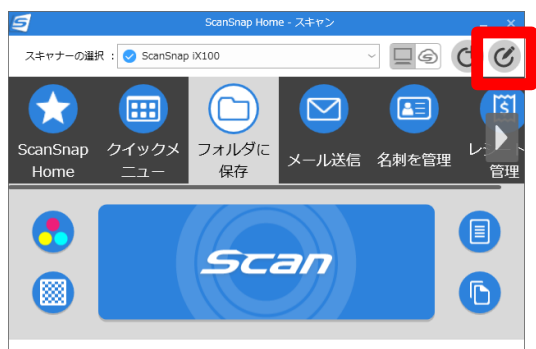 ScanSnap Home - スキャン
スキャナーの選択 : ScanSnap iX100
ScanSnap
Home
クイックメ
ニュー
フォルダに
保存
メール送信
名刺を管理
管理
Scan